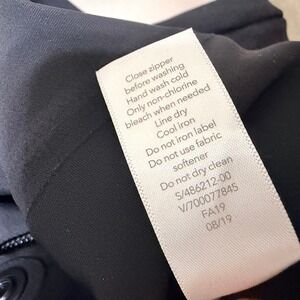 Close zipper
before washing
Hand wash cold
Only non-chlorine
bleach when needed
Line dry
Cool iron
Do not iron label
Do not use fabric
softener
Do not dry clean
S/486212-00
V/700077845
FA19
08/19